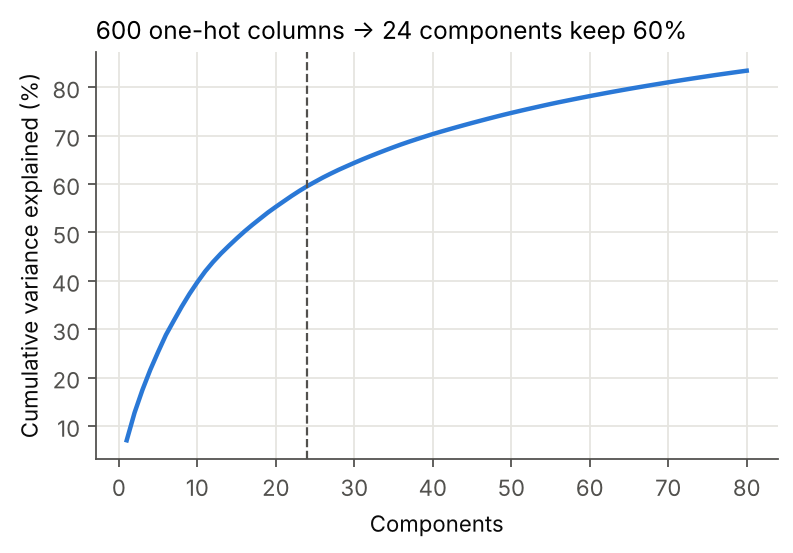 600 one-hot columns → 24 components keep 60%
Cumulative variance explained (%)
80
70
60
50
40
30
20
10
0 10 20 30 40 50 60 70 80
Components